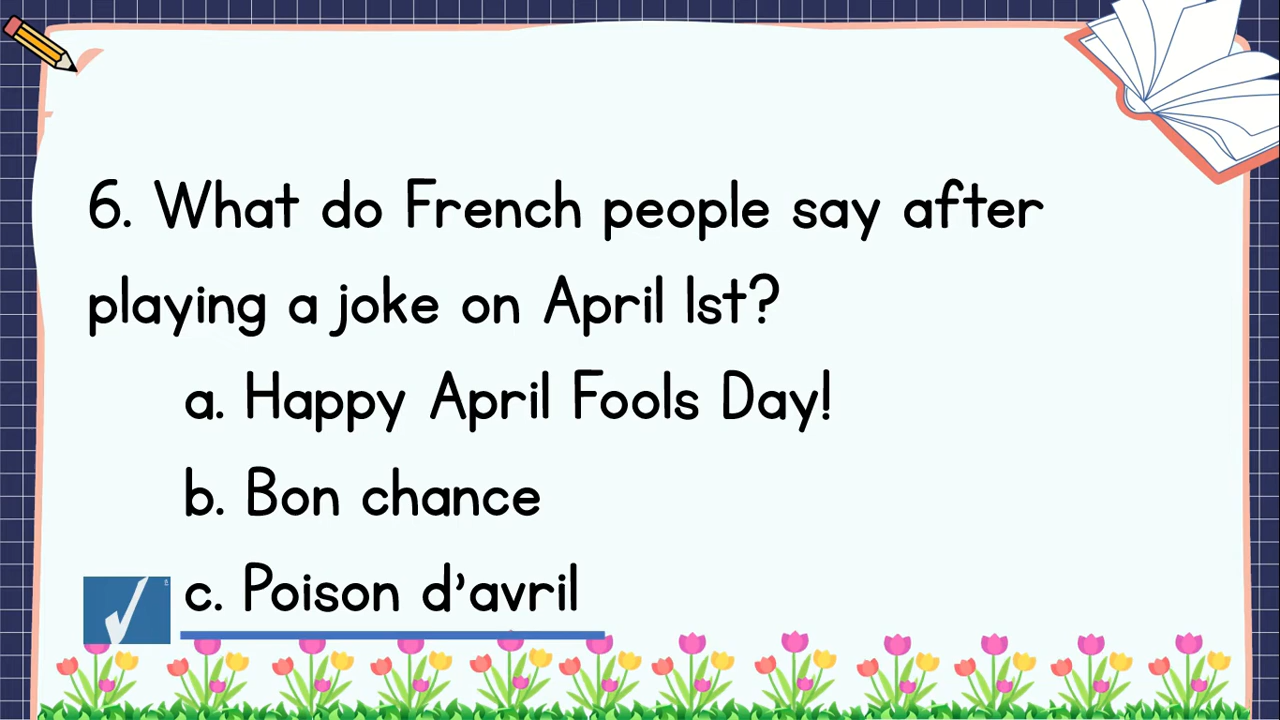 6. What do French people say after
playing a joke on April 1st?
a. Happy April Fools Day!
b. Bon chance
c. Poison d'avril